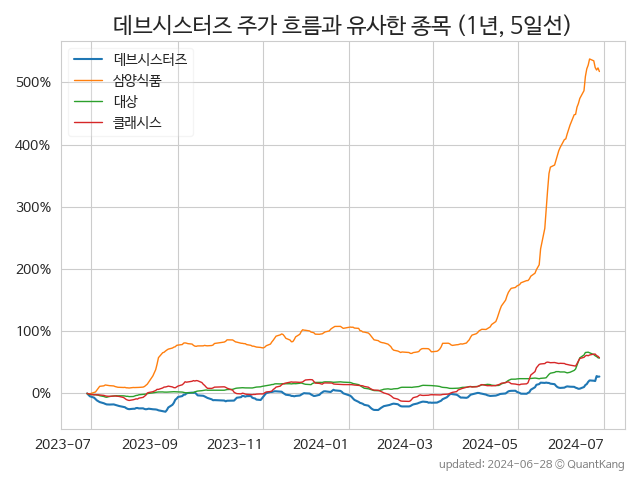 데브시스터즈 주가 흐름과 유사한 종목 (1년, 5일선)
데브시스터즈
삼양식품
대상
클래시스
500%
400%
300%
200%
100%
0%
2023-07 2023-09 2023-11 2024-01 2024-03 2024-05 2024-07
updated: 2024-06-28 © QuantKang